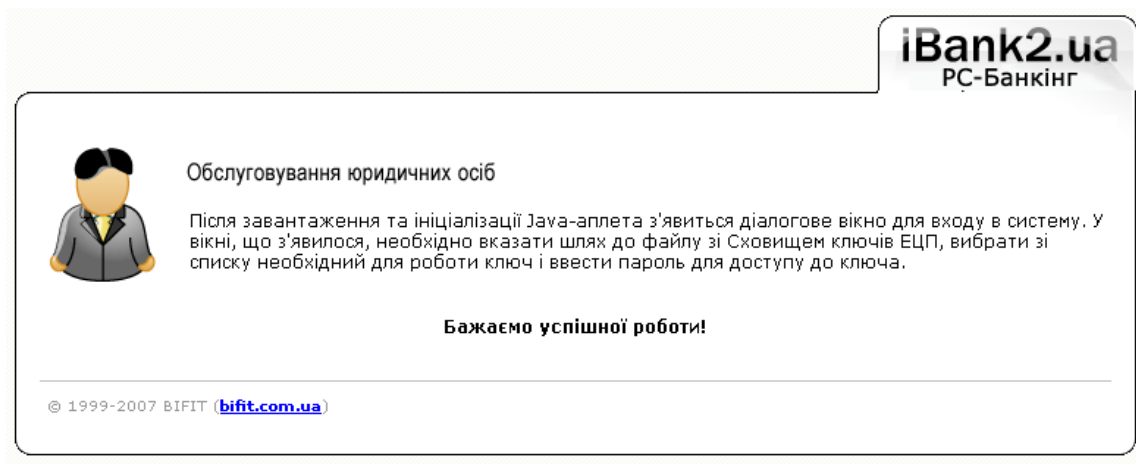 iBank2.ua
РС-Банкінг
Обслуговування юридичних осіб
Після завантаження та ініціалізації Java-аплета з'явиться діалогове вікно для входу в систему. У
вікні, що з'явилося, необхідно вказати шлях до файлу зі Сховищем ключів ЕЦП, вибрати зі
списку необхідний для роботи ключ і ввести пароль для доступу до ключа.
Бажаємо успішної роботи!
© 1999-2007 BIFIT (bifit.com.ua)